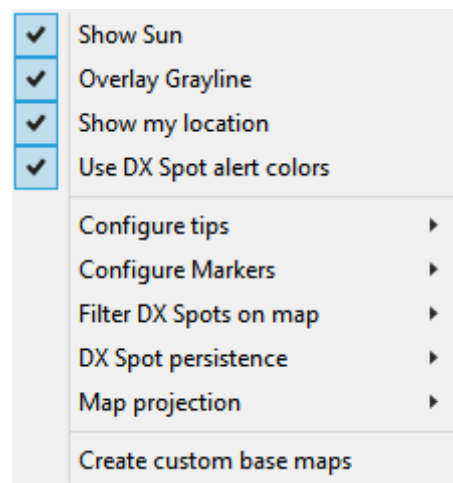 Show Sun
Overlay Grayline
Show my location
Use DX Spot alert colors
Configure tips
Configure Markers
Filter DX Spots on map
DX Spot persistence
Map projection
Create custom base maps